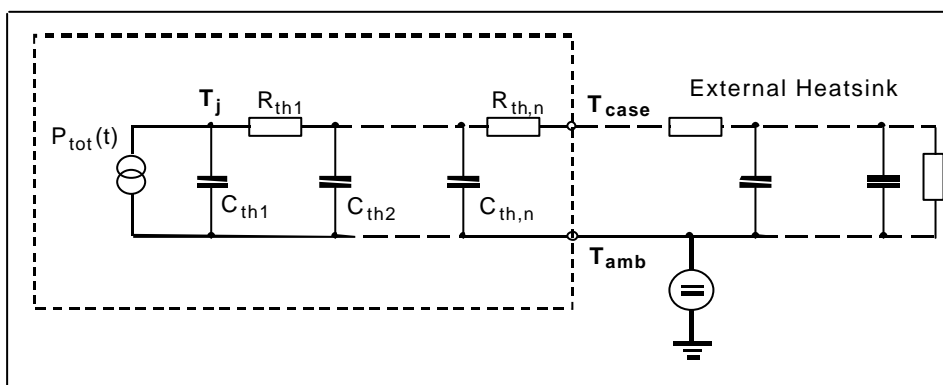 External Heatsink
T_j
R_th1
R_th,n
T_case
P_tot(t)
C_th1
C_th2
C_th,n
T_amb